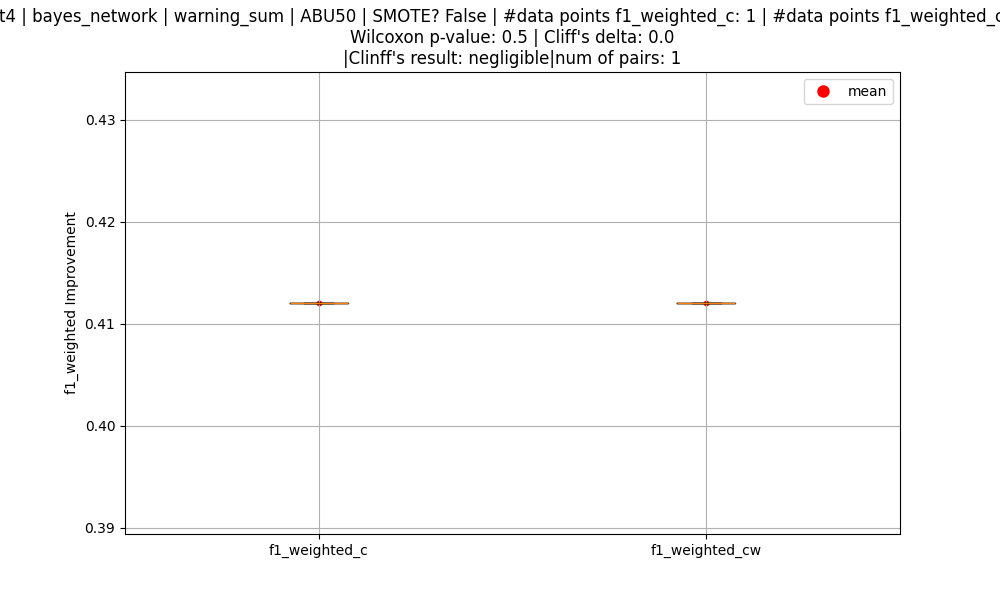 t4 | bayes_network | warning_sum | ABU50 | SMOTE? False | #data points f1_weighted_c: 1 | #data points f1_weighted_c
Wilcoxon p-value: 0.5 | Cliff's delta: 0.0
|Clinff's result: negligible|num of pairs: 1
mean
0.43
0.42
0.41
0.40
0.39
f1_weighted Improvement
f1_weighted_c
f1_weighted_cw